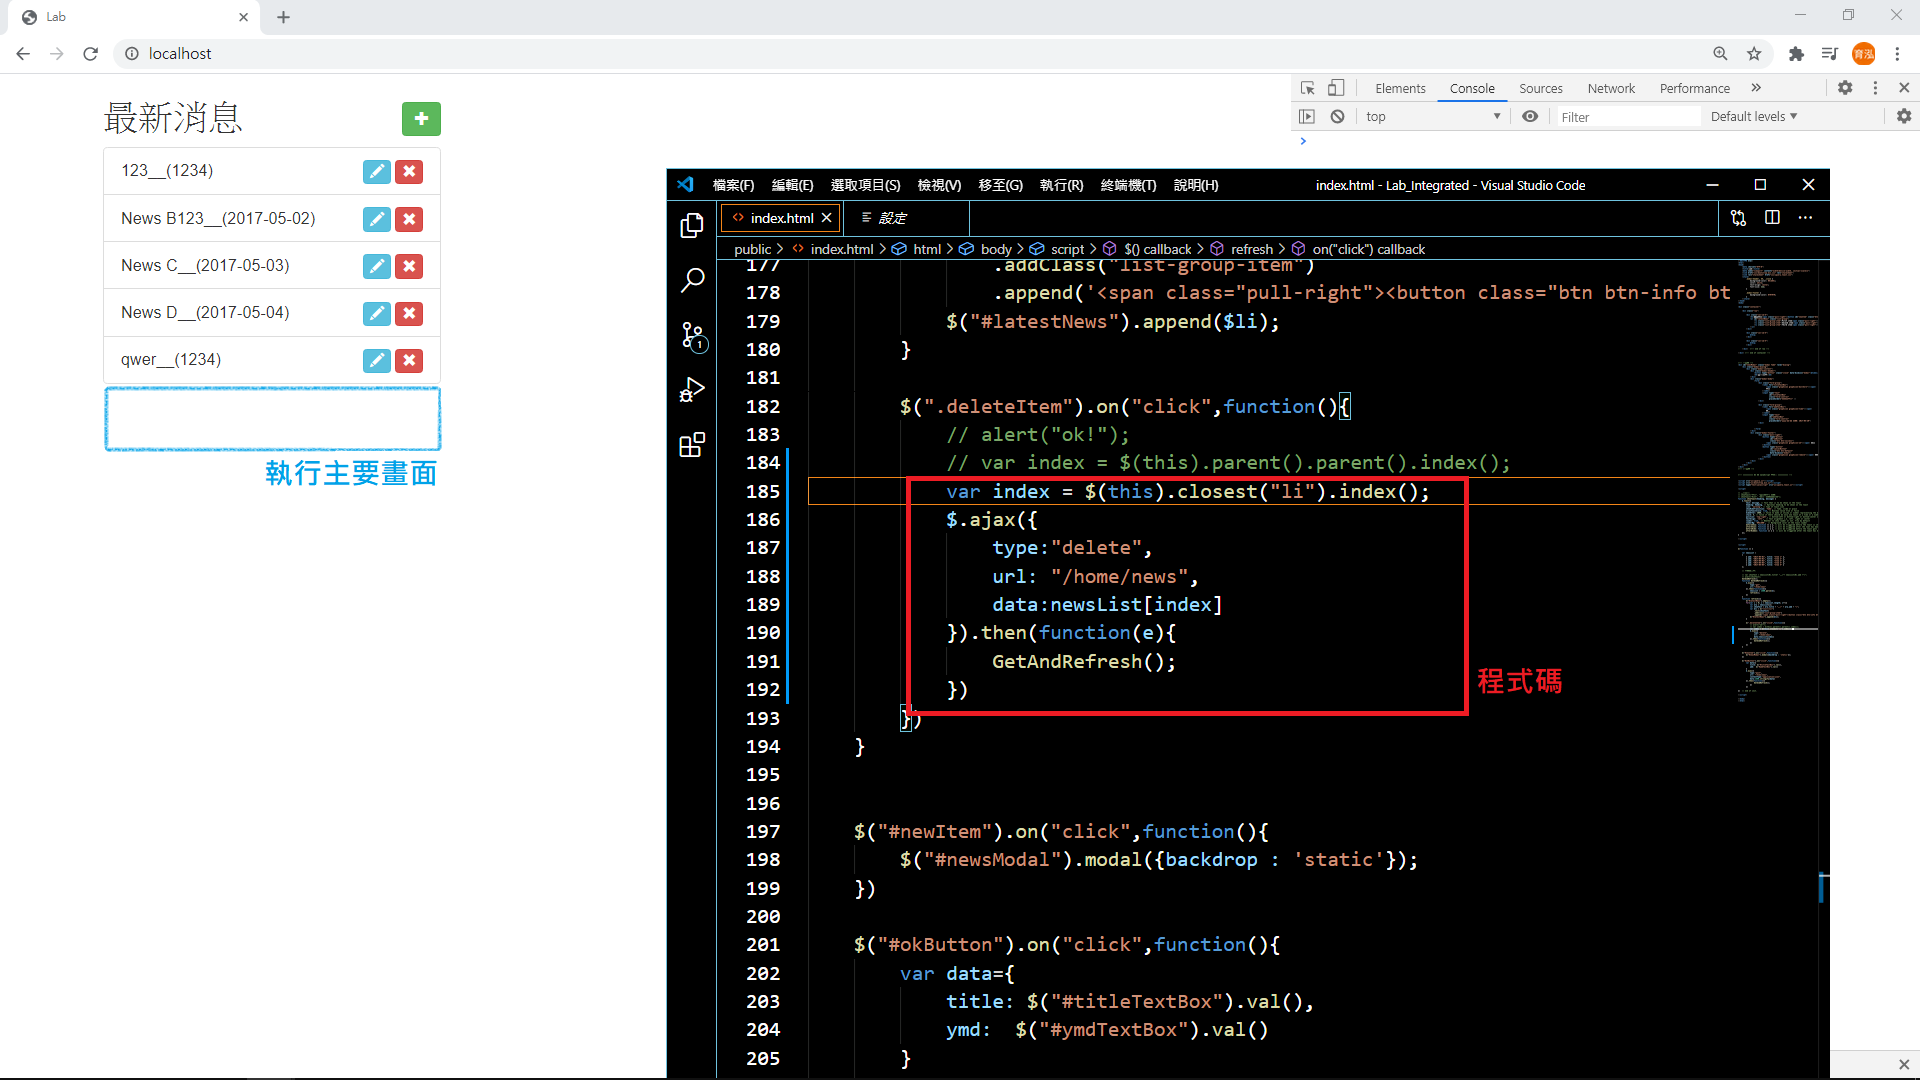 Lab
localhost
育泓
最新消息
123__(1234)
News B123__(2017-05-02)
News C__(2017-05-03)
News D__(2017-05-04)
qwer__(1234)
執行主要畫面
Elements Console Sources Network Performance
top Filter Default levels
檔案(F) 編輯(E) 選取項目(S) 檢視(V) 移至(G) 執行(R) 終端機(T) 說明(H) index.html - Lab_Integrated - Visual Studio Code
index.html 設定
public > index.html > html > body > script > $() callback > refresh > on("click") callback
1
177 .addClass("list-group-item")
178 .append('<span class="pull-right"><button class="btn btn-info bt
179 $("#latestNews").append($li);
180 }
181
182 $(".deleteItem").on("click",function(){
183 // alert("ok!");
184 // var index = $(this).parent().parent().index();
185 var index = $(this).closest("li").index();
186 $.ajax({
187 type:"delete",
188 url: "/home/news",
189 data:newsList[index]
190 }).then(function(e){
191 GetAndRefresh();
192 })
193 })
194 }
195
196
197 $("#newItem").on("click",function(){
198 $("#newsModal").modal({backdrop : 'static'});
199 })
200
201 $("#okButton").on("click",function(){
202 var data={
203 title: $("#titleTextBox").val(),
204 ymd: $("#ymdTextBox").val()
205 }
程式碼